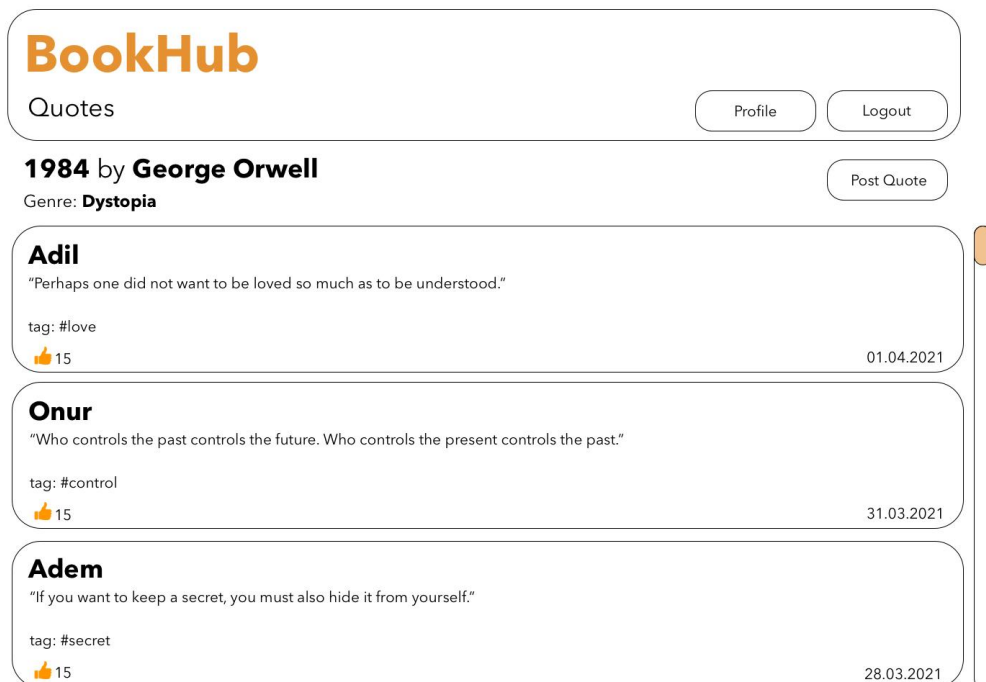 BookHub
Quotes
Profile
Logout
1984 by George Orwell
Post Quote
Genre: Dystopia
Adil
“Perhaps one did not want to be loved so much as to be understood.“
tag: #love
15
01.04.2021
Onur
“Who controls the past controls the future. Who controls the present controls the past.”
tag: #control
15
31.03.2021
Adem
“If you want to keep a secret, you must also hide it from yourself.”
tag: #secret
15
28.03.2021